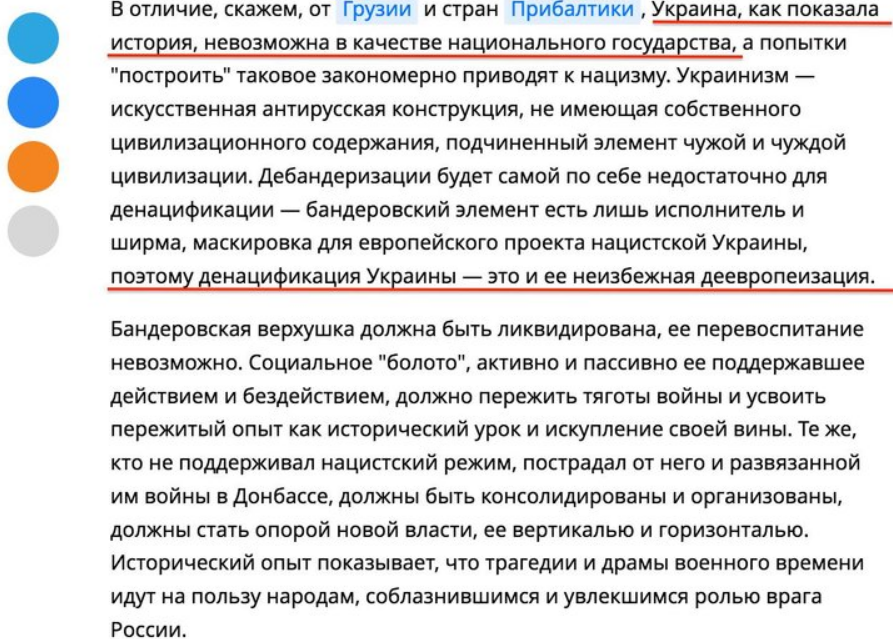 В отличие, скажем, от Грузии и стран Прибалтики, Украина, как показала
история, невозможна в качестве национального государства, а попытки
"построить" таковое закономерно приводят к нацизму. Украинизм —
искусственная антирусская конструкция, не имеющая собственного
цивилизационного содержания, подчиненный элемент чужой и чуждой
цивилизации. Дебандеризации будет самой по себе недостаточно для
денацификации — бандеровский элемент есть лишь исполнитель и
ширма, маскировка для европейского проекта нацистской Украины,
поэтому денацификация Украины — это и ее неизбежная деевропеизация.
Бандеровская верхушка должна быть ликвидирована, ее перевоспитание
невозможно. Социальное "болото", активно и пассивно ее поддержавшее
действием и бездействием, должно пережить тяготы войны и усвоить
пережитый опыт как исторический урок и искупление своей вины. Те же,
кто не поддерживал нацистский режим, пострадал от него и развязанной
им войны в Донбассе, должны быть консолидированы и организованы,
должны стать опорой новой власти, ее вертикалью и горизонталью.
Исторический опыт показывает, что трагедии и драмы военного времени
идут на пользу народам, соблазнившимся и увлекшимся ролью врага
России.